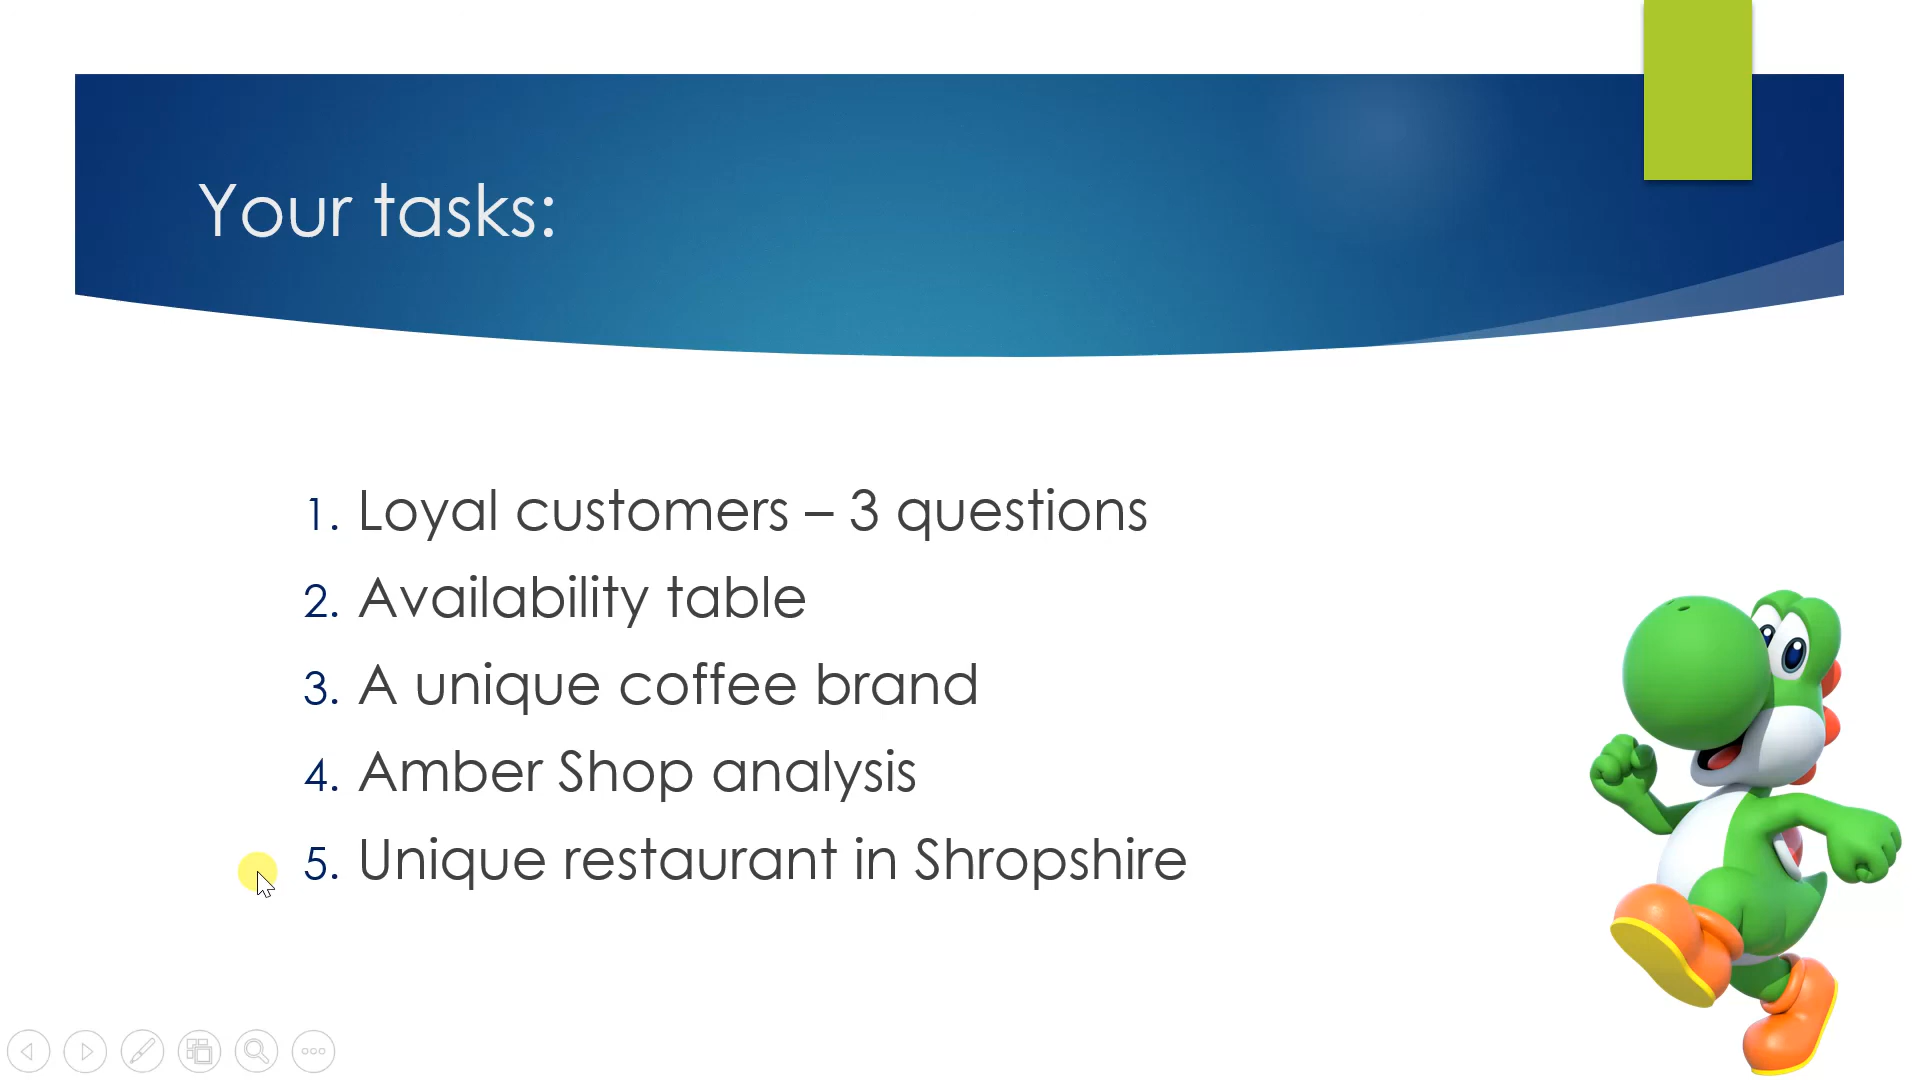 Your tasks:
1. Loyal customers – 3 questions
2. Availability table
3. A unique coffee brand
4. Amber Shop analysis
5. Unique restaurant in Shropshire